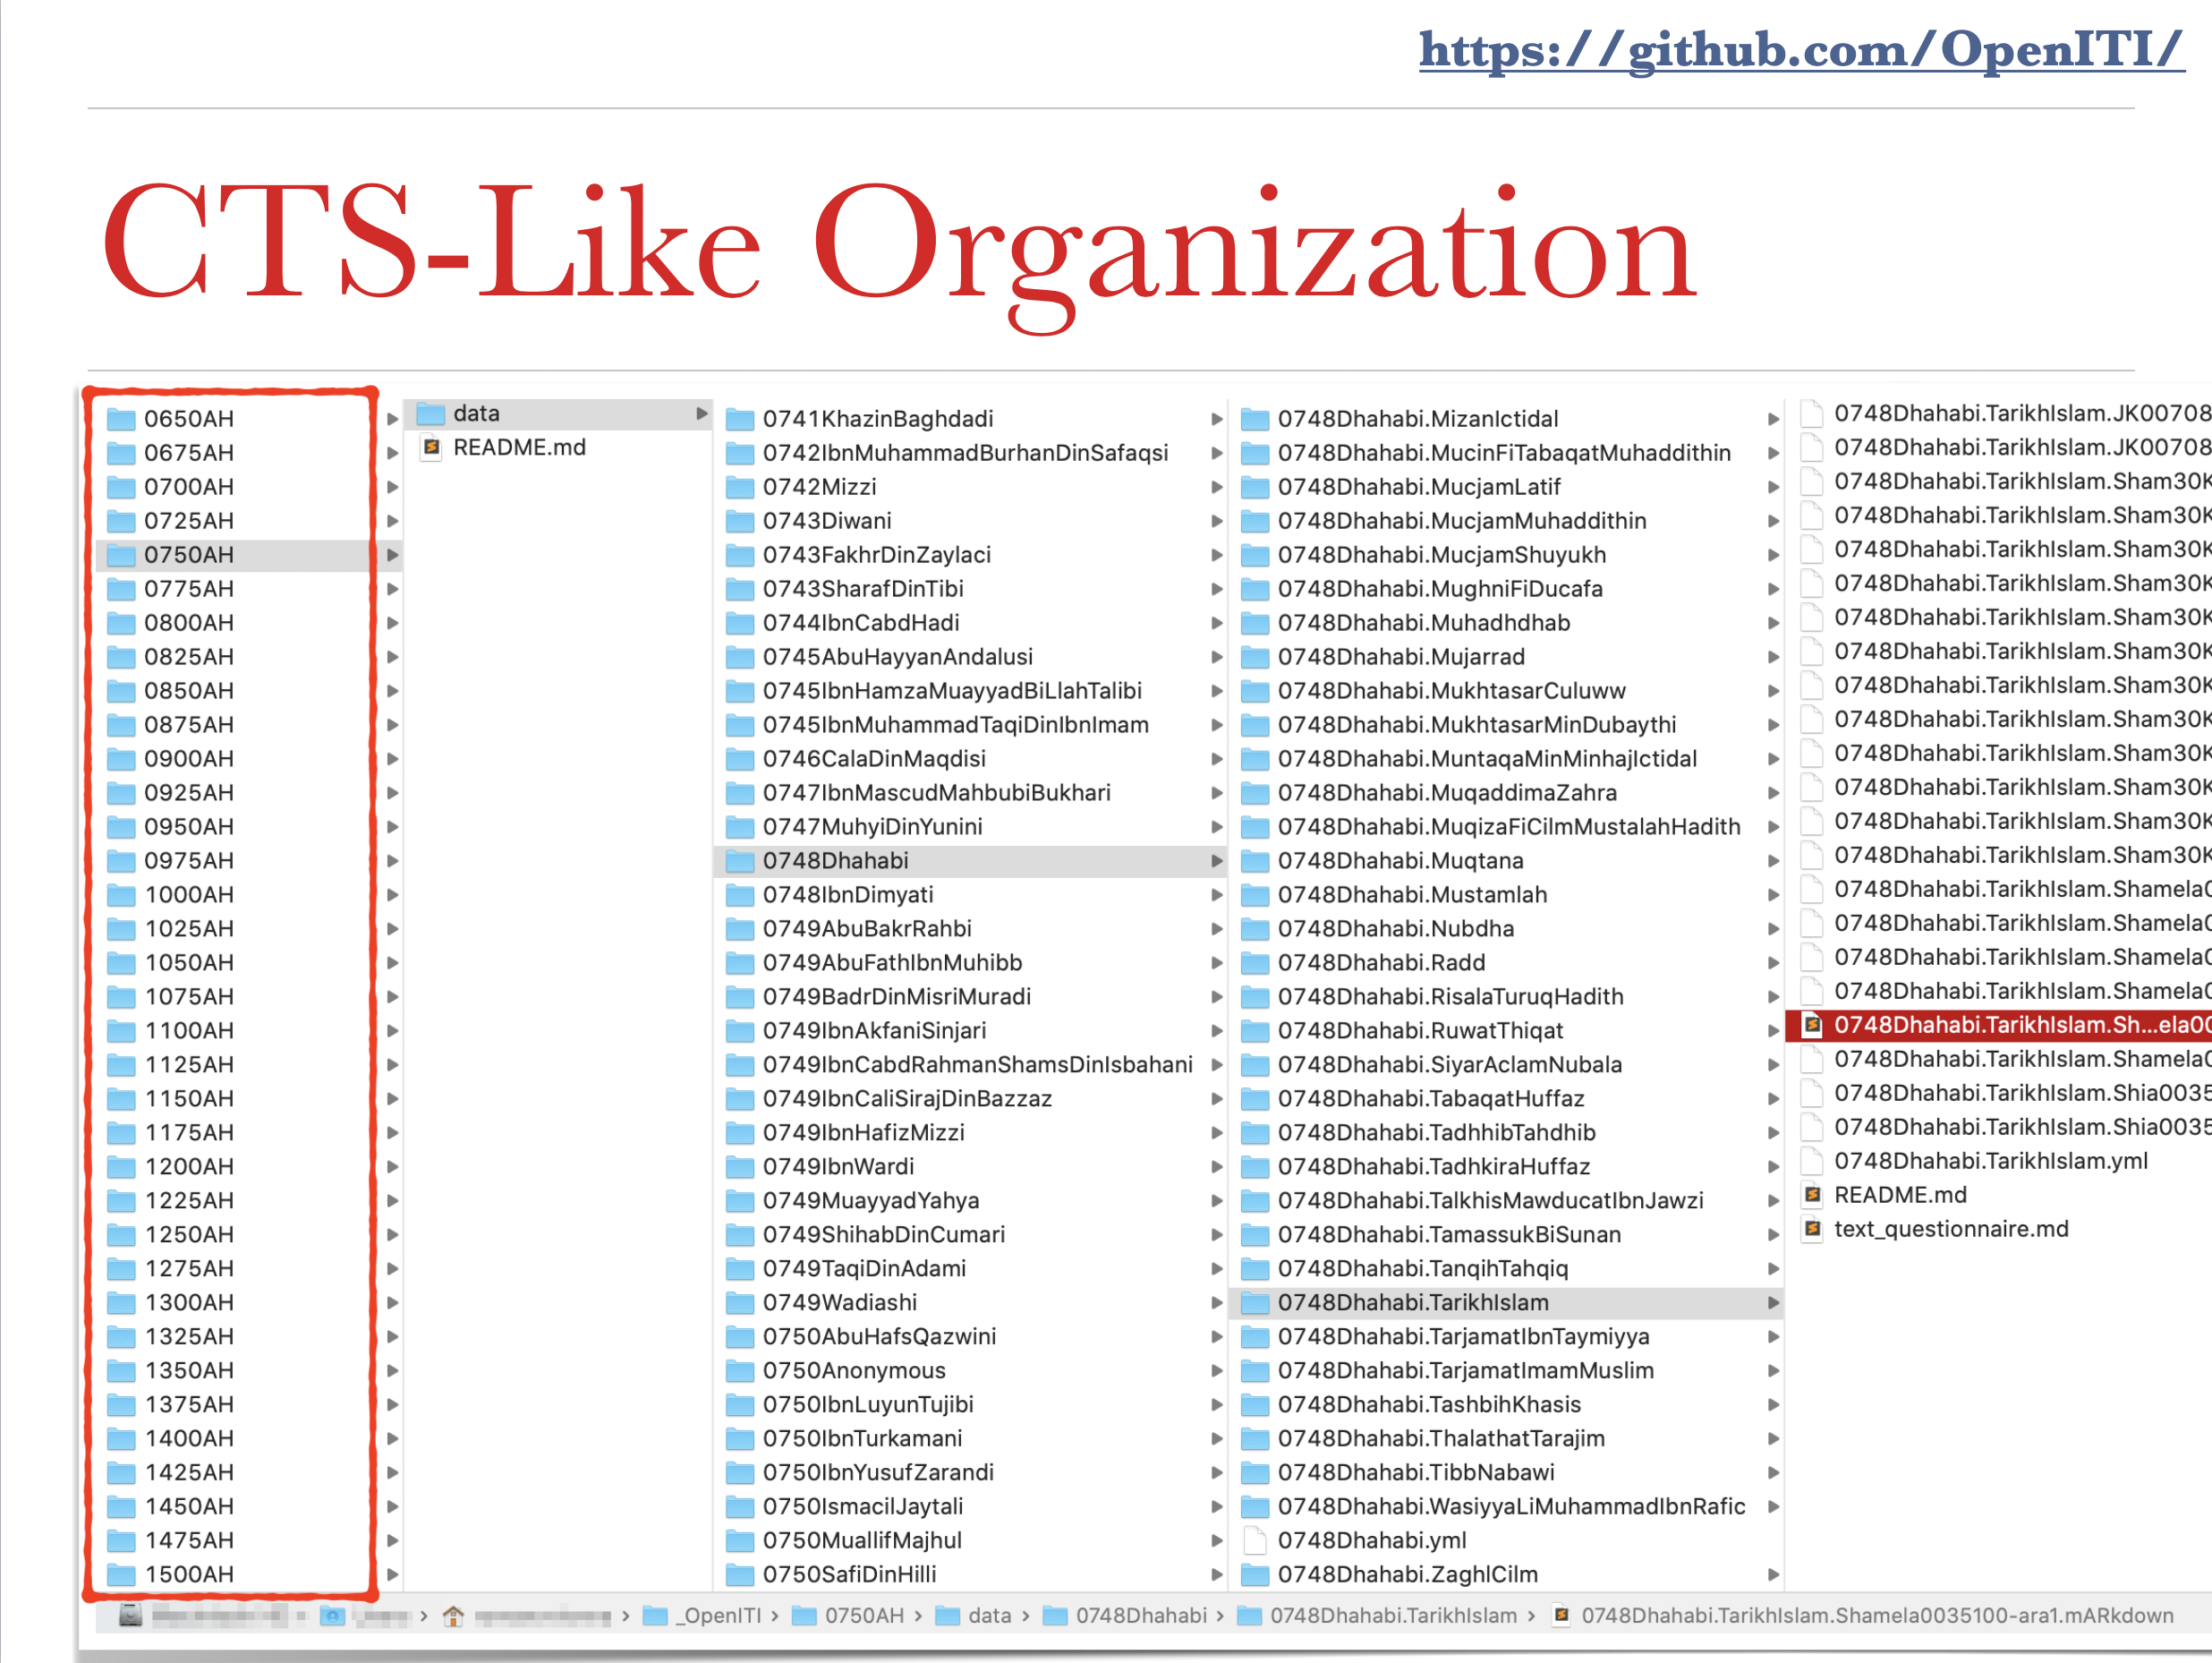 https://github.com/OpenITI/
CTS-Like Organization
0650AH
0675AH
0700AH
0725AH
0750AH
0775AH
0800AH
0825AH
0850AH
0875AH
0900AH
0925AH
0950AH
0975AH
1000AH
1025AH
1050AH
1075AH
1100AH
1125AH
1150AH
1175AH
1200AH
1225AH
1250AH
1275AH
1300AH
1325AH
1350AH
1375AH
1400AH
1425AH
1450AH
1475AH
1500AH
data
README.md
0741KhazinBaghdadi
0742IbnMuhammadBurhanDinSafaqsi
0742Mizzi
0743Diwani
0743FakhrDinZaylaci
0743SharafDinTibi
0744IbnCabdHadi
0745AbuHayyanAndalusi
0745IbnHamzaMuayyadBiLlahTalibi
0745IbnMuhammadTaqiDinIbnImam
0746CalaDinMaqdisi
0747IbnMascudMahbubiBukhari
0747MuhyiDinYunini
0748Dhahabi
0748IbnDimyati
0749AbuBakrRahbi
0749AbuFathIbnMuhibb
0749BadrDinMisriMuradi
0749IbnAkfaniSinjari
0749IbnCabdRahmanShamsDinIsbahani
0749IbnCaliSirajDinBazzaz
0749IbnHafizMizzi
0749IbnWardi
0749MuayyadYahya
0749ShihabDinCumari
0749TaqiDinAdami
0749Wadiashi
0750AbuHafsQazwini
0750Anonymous
0750IbnLuyunTujibi
0750IbnTurkamani
0750IbnYusufZarandi
0750IsmacilJaytali
0750MuallifMajhul
0750SafiDinHilli
0748Dhahabi.MizanIctidal
0748Dhahabi.MucinFiTabaqatMuhaddithin
0748Dhahabi.MucjamLatif
0748Dhahabi.MucjamMuhaddithin
0748Dhahabi.MucjamShuyukh
0748Dhahabi.MughniFiDucafa
0748Dhahabi.Muhadhdhab
0748Dhahabi.Mujarrad
0748Dhahabi.MukhtasarCuluww
0748Dhahabi.MukhtasarMinDubaythi
0748Dhahabi.MuntaqaMinMinhajIctidal
0748Dhahabi.MuqaddimaZahra
0748Dhahabi.MuqizaFiCilmMustalahHadith
0748Dhahabi.Muqtana
0748Dhahabi.Mustamlah
0748Dhahabi.Nubdha
0748Dhahabi.Radd
0748Dhahabi.RisalaTuruqHadith
0748Dhahabi.RuwatThiqat
0748Dhahabi.SiyarAclamNubala
0748Dhahabi.TabaqatHuffaz
0748Dhahabi.TadhhibTahdhib
0748Dhahabi.TadhkiraHuffaz
0748Dhahabi.TalkhisMawducatIbnJawzi
0748Dhahabi.TamassukBiSunan
0748Dhahabi.TanqihTahqiq
0748Dhahabi.TarikhIslam
0748Dhahabi.TarjamatIbnTaymiyya
0748Dhahabi.TarjamatImamMuslim
0748Dhahabi.TashbihKhasis
0748Dhahabi.ThalathatTarajim
0748Dhahabi.TibbNabawi
0748Dhahabi.WasiyyaLiMuhammadIbnRafic
0748Dhahabi.yml
0748Dhahabi.ZaghlCilm
0748Dhahabi.TarikhIslam.JK00708
0748Dhahabi.TarikhIslam.JK00708
0748Dhahabi.TarikhIslam.Sham30K
0748Dhahabi.TarikhIslam.Sham30K
0748Dhahabi.TarikhIslam.Sham30K
0748Dhahabi.TarikhIslam.Sham30K
0748Dhahabi.TarikhIslam.Sham30K
0748Dhahabi.TarikhIslam.Sham30K
0748Dhahabi.TarikhIslam.Sham30K
0748Dhahabi.TarikhIslam.Sham30K
0748Dhahabi.TarikhIslam.Sham30K
0748Dhahabi.TarikhIslam.Sham30K
0748Dhahabi.TarikhIslam.Sham30K
0748Dhahabi.TarikhIslam.Sham30K
0748Dhahabi.TarikhIslam.Shamela0
0748Dhahabi.TarikhIslam.Shamela0
0748Dhahabi.TarikhIslam.Shamela0
0748Dhahabi.TarikhIslam.Shamela0
0748Dhahabi.TarikhIslam.Sh...ela00
0748Dhahabi.TarikhIslam.Shamela0
0748Dhahabi.TarikhIslam.Shia0035
0748Dhahabi.TarikhIslam.Shia0035
0748Dhahabi.TarikhIslam.yml
README.md
text_questionnaire.md
_OpenITI › 0750AH › data › 0748Dhahabi › 0748Dhahabi.TarikhIslam › 0748Dhahabi.TarikhIslam.Shamela0035100-ara1.mARkdown